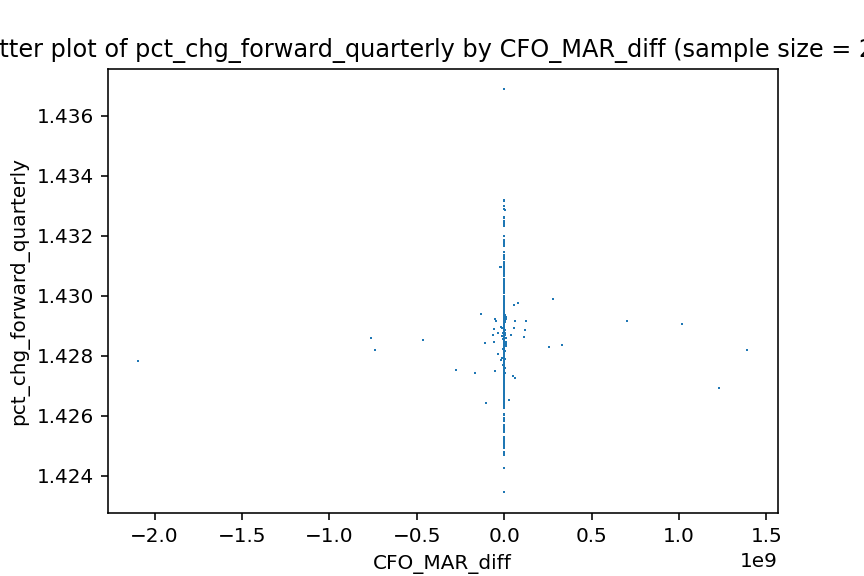 tter plot of pct_chg_forward_quarterly by CFO_MAR_diff (sample size = 2
1.436
1.434
1.432
1.430
1.428
1.426
1.424
pct_chg_forward_quarterly
−2.0 −1.5 −1.0 −0.5 0.0 0.5 1.0 1.5
1e9
CFO_MAR_diff